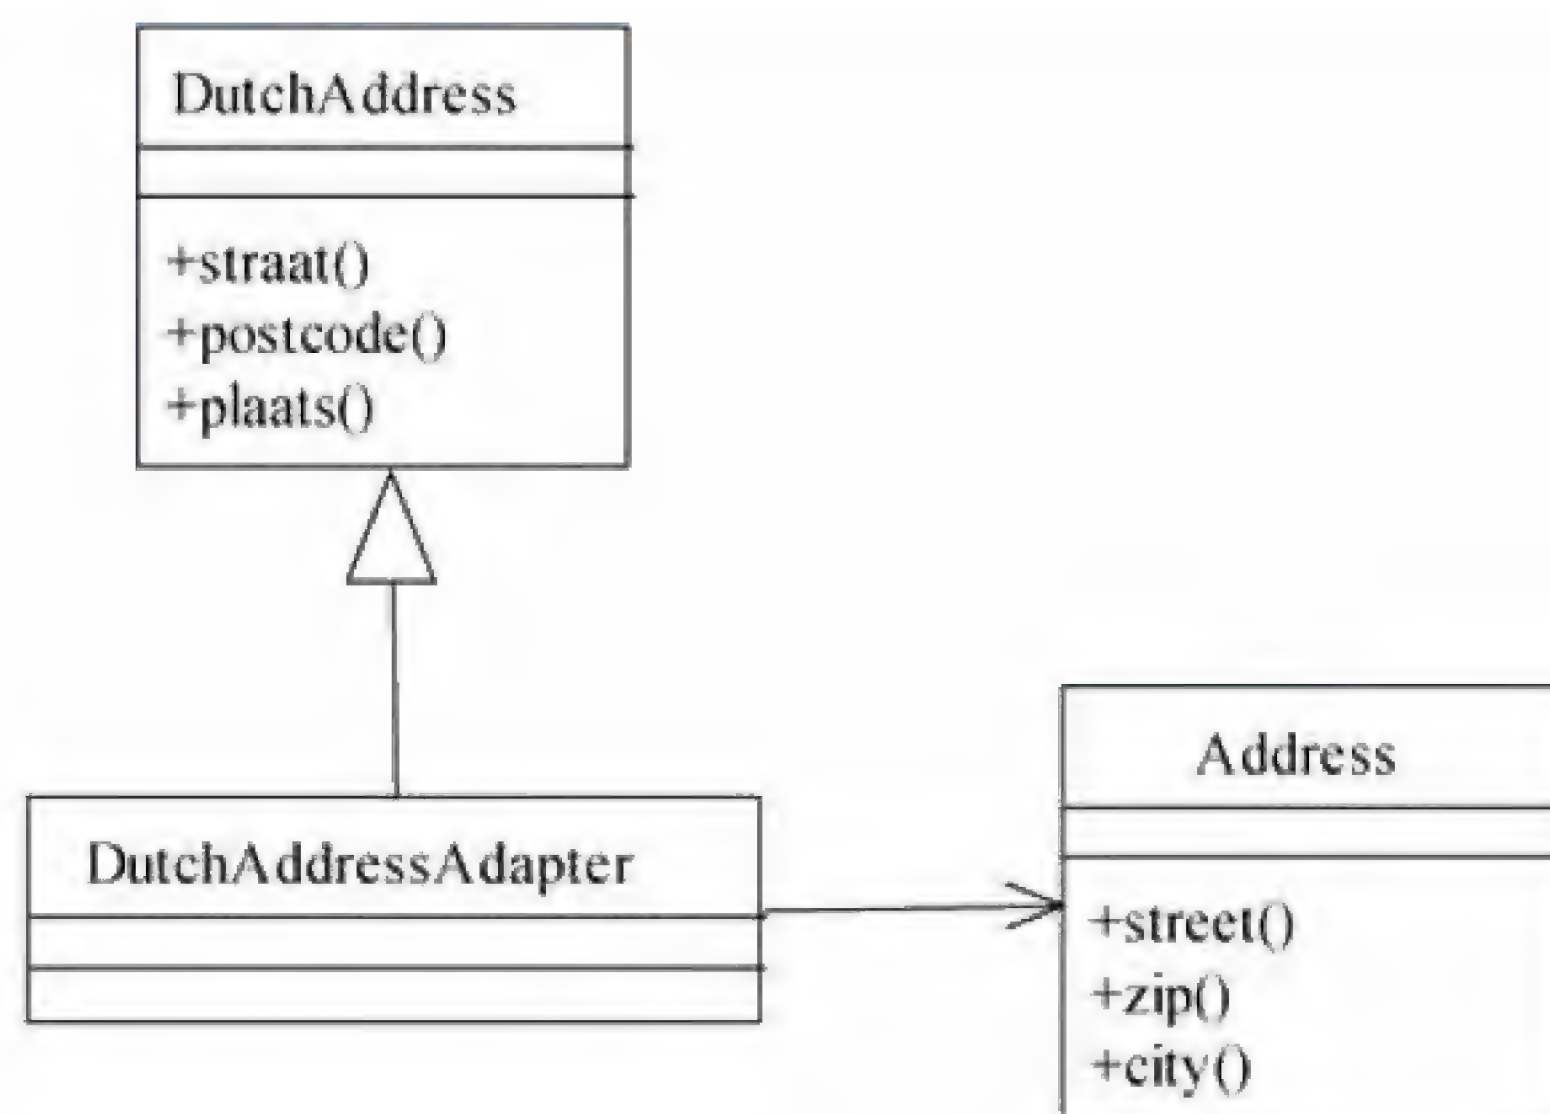 DutchAddress
+straat()
+postcode()
+plaats()
DutchAddressAdapter
Address
+street()
+zip()
+city()